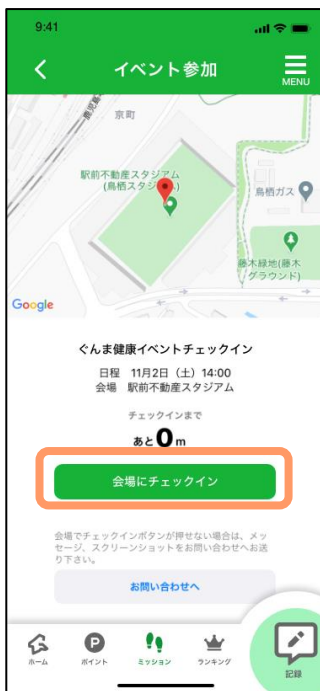 9:41
イベント参加
MENU
京町
鹿児島本線
駅前不動産スタジアム
(鳥栖スタジアム)
鳥栖ガス
藤木緑地(藤木
グラウンド)
Google
ぐんま健康イベントチェックイン
日程 11月2日（土）14:00
会場 駅前不動産スタジアム
チェックインまで
あと0m
会場にチェックイン
会場でチェックインボタンが押せない場合は、メッ
セージ、スクリーンショットをお問い合わせへお送
り下さい。
お問い合わせへ
ホーム
ポイント
ミッション
ランキング
記録